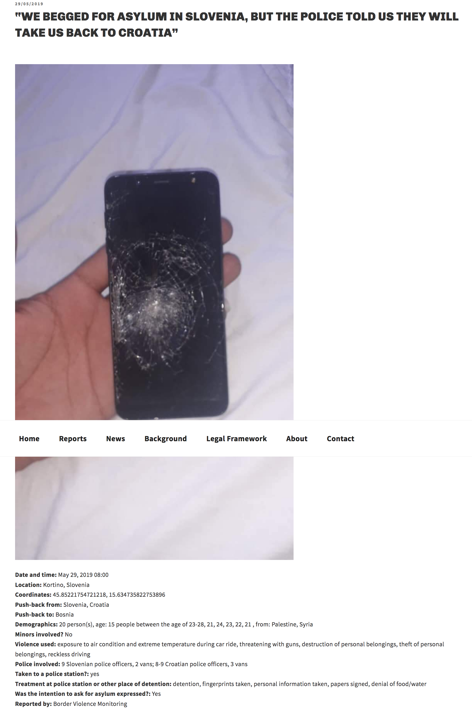 29/05/2019
"WE BEGGED FOR ASYLUM IN SLOVENIA, BUT THE POLICE TOLD US THEY WILL
TAKE US BACK TO CROATIA”
Home Reports News Background Legal Framework About Contact
Date and time: May 29, 2019 08:00
Location: Kortino, Slovenia
Coordinates: 45.85221754721218, 15.634735822753896
Push-back from: Slovenia, Croatia
Push-back to: Bosnia
Demographics: 20 person(s), age: 15 people between the age of 23-28, 21, 24, 23, 22, 21 , from: Palestine, Syria
Minors involved? No
Violence used: exposure to air condition and extreme temperature during car ride, threatening with guns, destruction of personal belongings, theft of personal
belongings, reckless driving
Police involved: 9 Slovenian police officers, 2 vans; 8-9 Croatian police officers, 3 vans
Taken to a police station?: yes
Treatment at police station or other place of detention: detention, fingerprints taken, personal information taken, papers signed, denial of food/water
Was the intention to ask for asylum expressed?: Yes
Reported by: Border Violence Monitoring